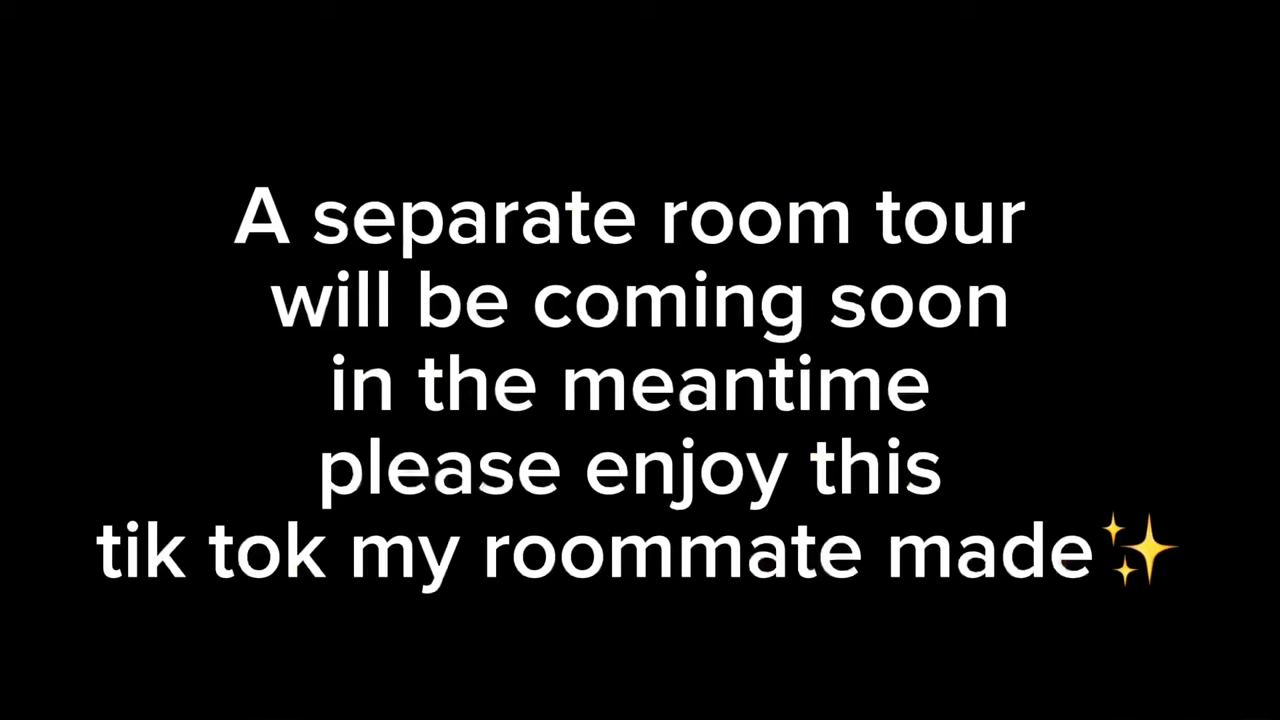 A separate room tour
will be coming soon
in the meantime
please enjoy this
tik tok my roommate made✨